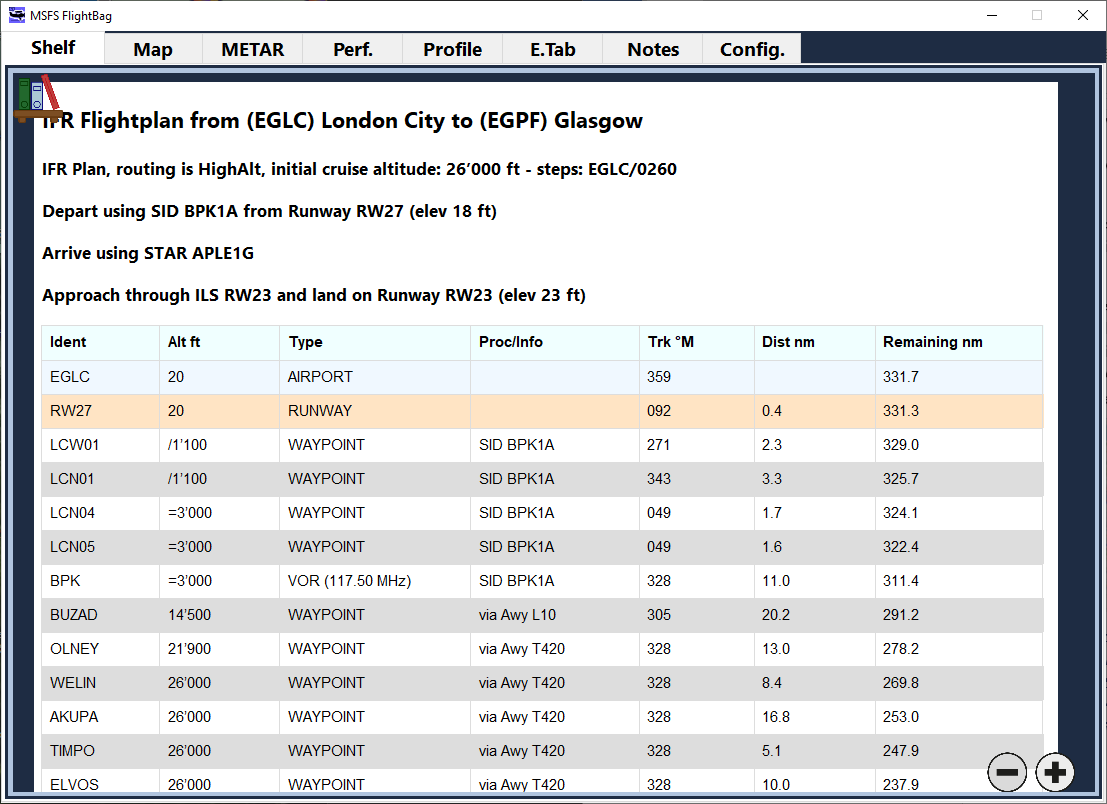 MSFS FlightBag
Shelf Map METAR Perf. Profile E.Tab Notes Config.
IFR Flightplan from (EGLC) London City to (EGPF) Glasgow
IFR Plan, routing is HighAlt, initial cruise altitude: 26’000 ft - steps: EGLC/0260
Depart using SID BPK1A from Runway RW27 (elev 18 ft)
Arrive using STAR APLE1G
Approach through ILS RW23 and land on Runway RW23 (elev 23 ft)
Ident Alt ft Type Proc/Info Trk °M Dist nm Remaining nm
EGLC 20 AIRPORT 359 331.7
RW27 20 RUNWAY 092 0.4 331.3
LCW01 /1’100 WAYPOINT SID BPK1A 271 2.3 329.0
LCN01 /1’100 WAYPOINT SID BPK1A 343 3.3 325.7
LCN04 =3’000 WAYPOINT SID BPK1A 049 1.7 324.1
LCN05 =3’000 WAYPOINT SID BPK1A 049 1.6 322.4
BPK =3’000 VOR (117.50 MHz) SID BPK1A 328 11.0 311.4
BUZAD 14’500 WAYPOINT via Awy L10 305 20.2 291.2
OLNEY 21’900 WAYPOINT via Awy T420 328 13.0 278.2
WELIN 26’000 WAYPOINT via Awy T420 328 8.4 269.8
AKUPA 26’000 WAYPOINT via Awy T420 328 16.8 253.0
TIMPO 26’000 WAYPOINT via Awy T420 328 5.1 247.9
ELVOS 26’000 WAYPOINT via Awy T420 328 10.0 237.9